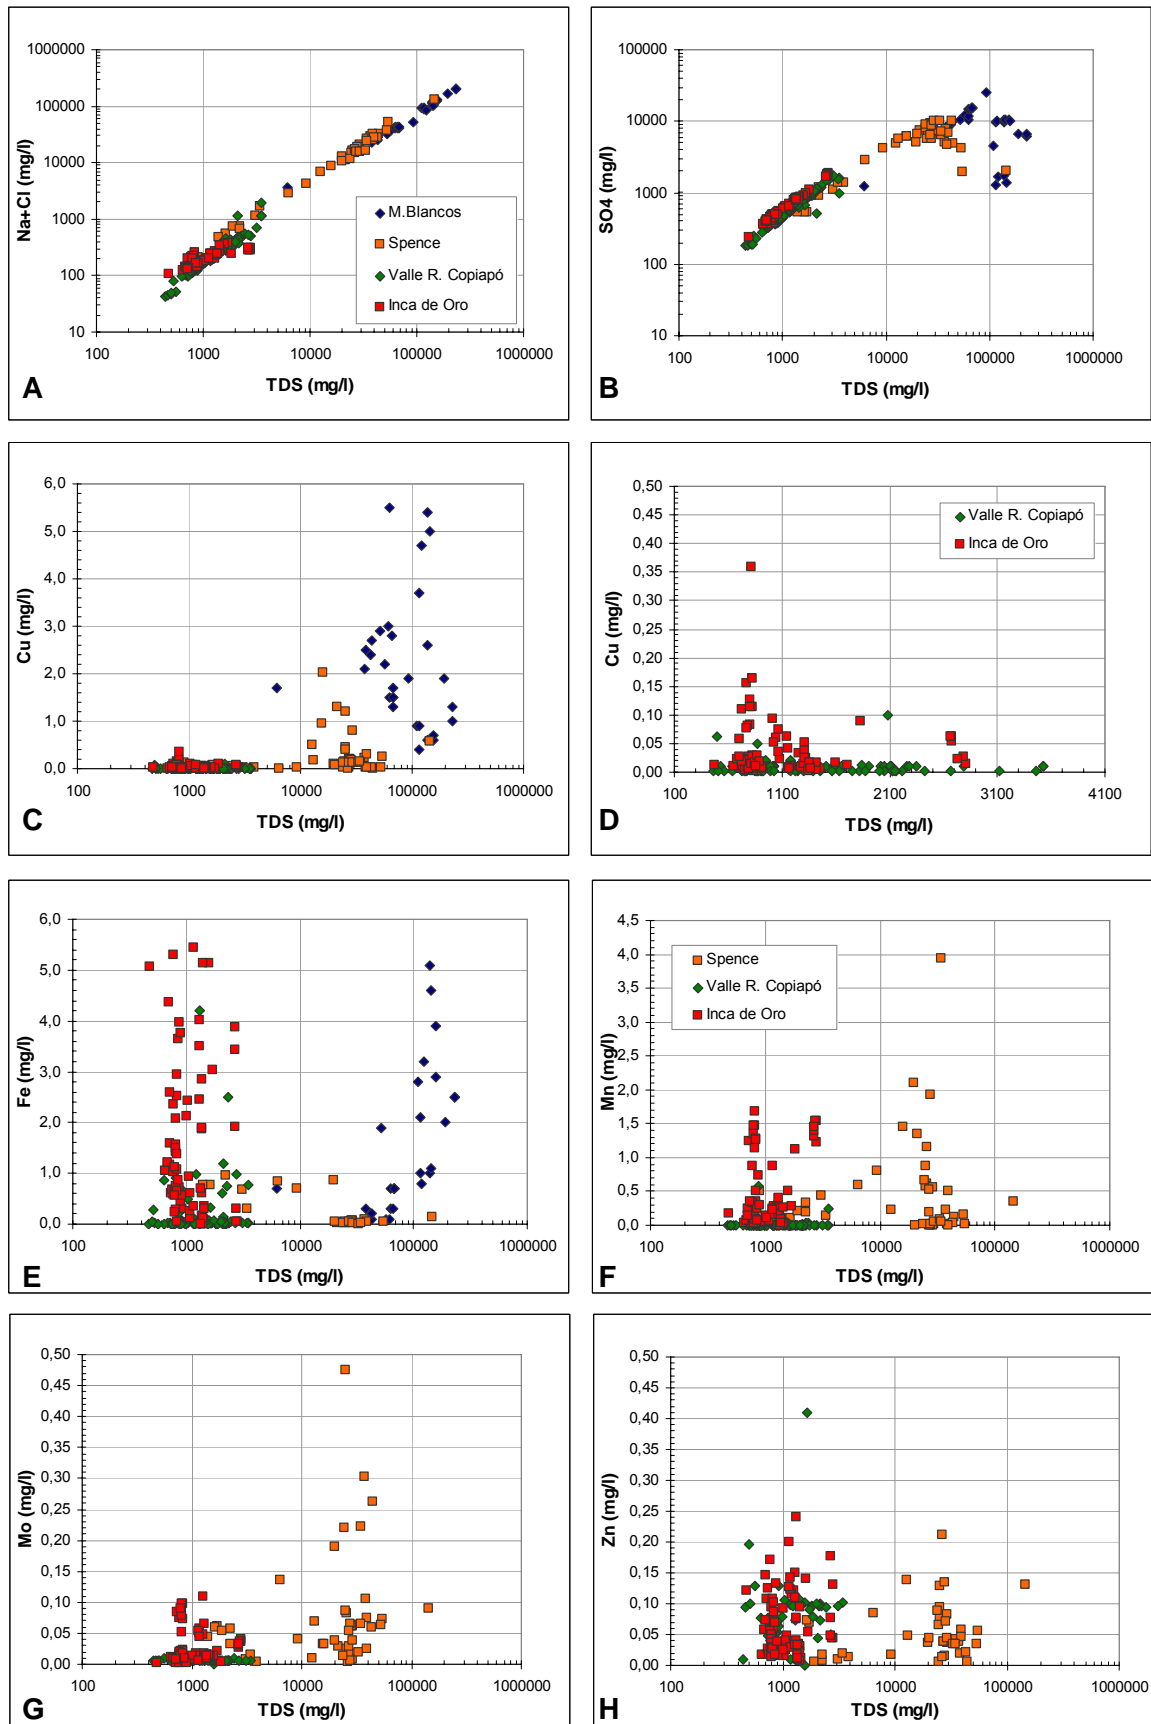 1000000
100000
10000
1000
100
10
Na+Cl (mg/l)
100 1000 10000 100000 1000000
TDS (mg/l)
M.Blancos
Spence
Valle R. Copiapó
Inca de Oro
A
100000
10000
1000
100
10
SO4 (mg/l)
100 1000 10000 100000 1000000
TDS (mg/l)
B
6,0
5,0
4,0
3,0
2,0
1,0
0,0
Cu (mg/l)
100 1000 10000 100000 1000000
TDS (mg/l)
C
0,50
0,45
0,40
0,35
0,30
0,25
0,20
0,15
0,10
0,05
0,00
Cu (mg/l)
100 1100 2100 3100 4100
TDS (mg/l)
Valle R. Copiapó
Inca de Oro
D
6,0
5,0
4,0
3,0
2,0
1,0
0,0
Fe (mg/l)
100 1000 10000 100000 1000000
TDS (mg/l)
E
4,5
4,0
3,5
3,0
2,5
2,0
1,5
1,0
0,5
0,0
Mn (mg/l)
100 1000 10000 100000 1000000
TDS (mg/l)
Spence
Valle R. Copiapó
Inca de Oro
F
0,50
0,45
0,40
0,35
0,30
0,25
0,20
0,15
0,10
0,05
0,00
Mo (mg/l)
100 1000 10000 100000 1000000
TDS (mg/l)
G
0,50
0,45
0,40
0,35
0,30
0,25
0,20
0,15
0,10
0,05
0,00
Zn (mg/l)
100 1000 10000 100000 1000000
TDS (mg/l)
H